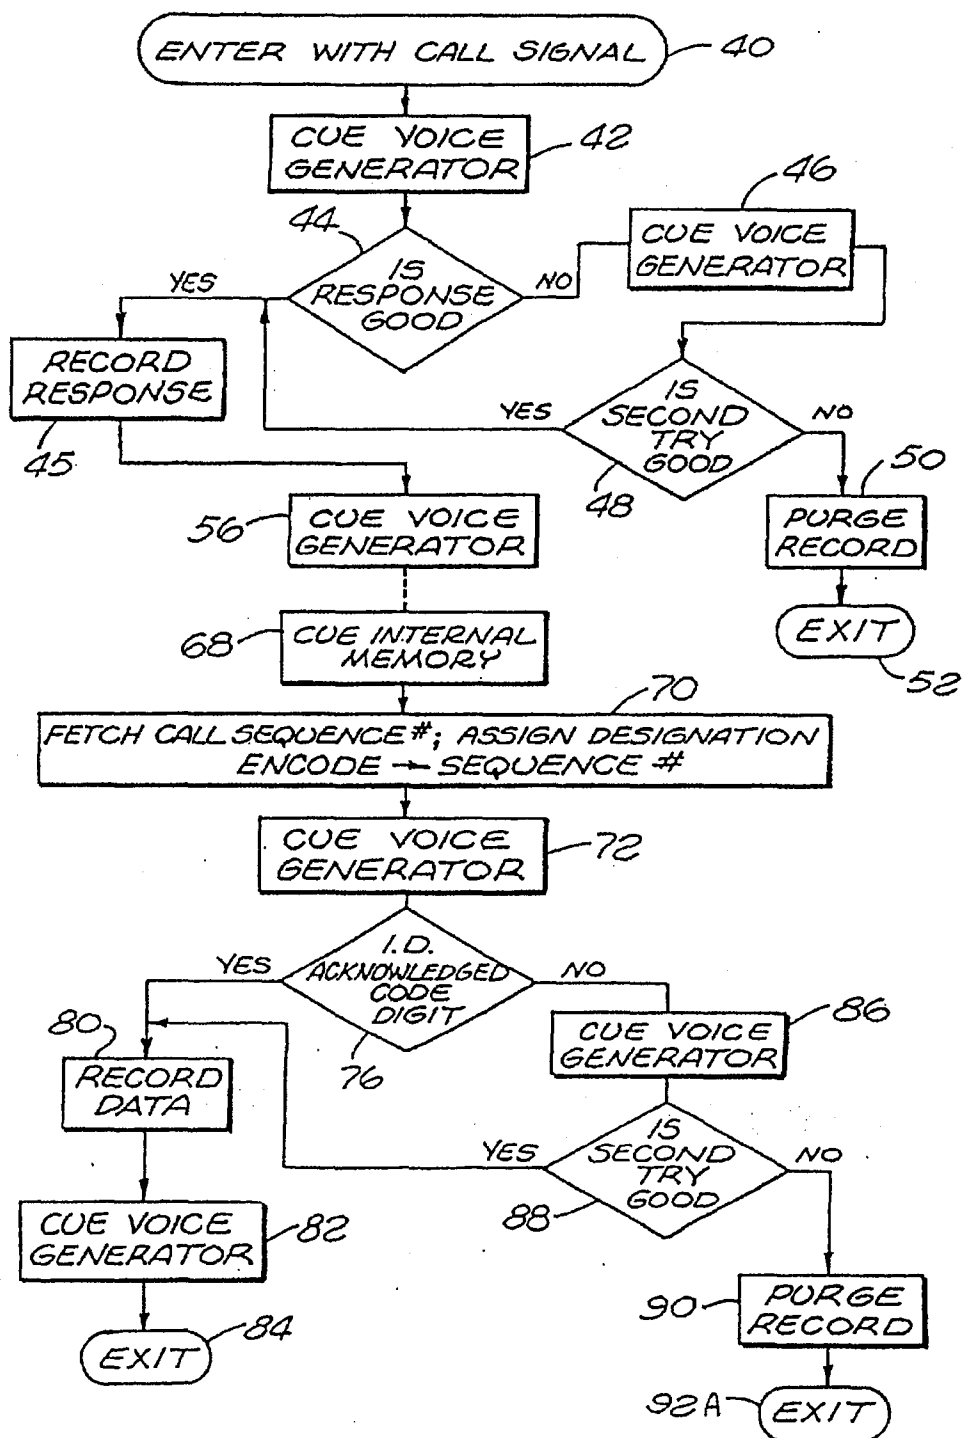 ENTER WITH CALL SIGNAL
40
CUE VOICE
GENERATOR
42
44
IS
RESPONSE
GOOD
YES
NO
46
CUE VOICE
GENERATOR
RECORD
RESPONSE
45
IS
SECOND
TRY
GOOD
YES
NO
48
50
PURGE
RECORD
EXIT
52
56
CUE VOICE
GENERATOR
68
CUE INTERNAL
MEMORY
70
FETCH CALL SEQUENCE #; ASSIGN DESIGNATION
ENCODE → SEQUENCE #
CUE VOICE
GENERATOR
72
I.D.
ACKNOWLEDGED
CODE
DIGIT
YES
NO
76
80
RECORD
DATA
86
CUE VOICE
GENERATOR
IS
SECOND
TRY
GOOD
YES
NO
88
CUE VOICE
GENERATOR
82
90
PURGE
RECORD
84
EXIT
92A
EXIT